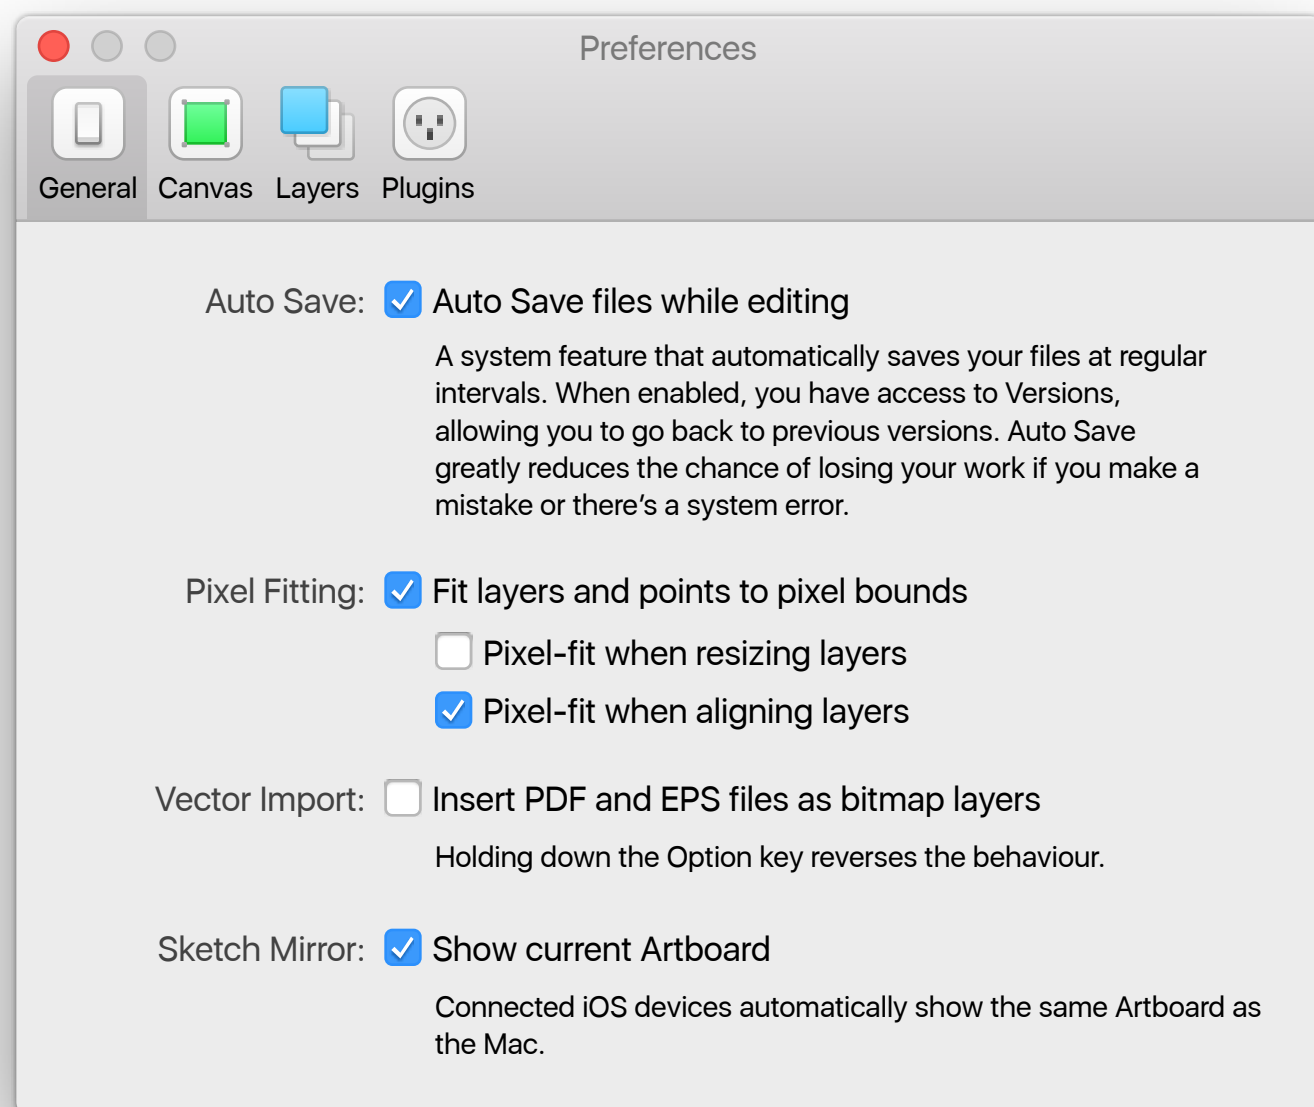 Preferences
General Canvas Layers Plugins
Auto Save: Auto Save files while editing
A system feature that automatically saves your files at regular
intervals. When enabled, you have access to Versions,
allowing you to go back to previous versions. Auto Save
greatly reduces the chance of losing your work if you make a
mistake or there's a system error.
Pixel Fitting: Fit layers and points to pixel bounds
Pixel-fit when resizing layers
Pixel-fit when aligning layers
Vector Import: Insert PDF and EPS files as bitmap layers
Holding down the Option key reverses the behaviour.
Sketch Mirror: Show current Artboard
Connected iOS devices automatically show the same Artboard as
the Mac.